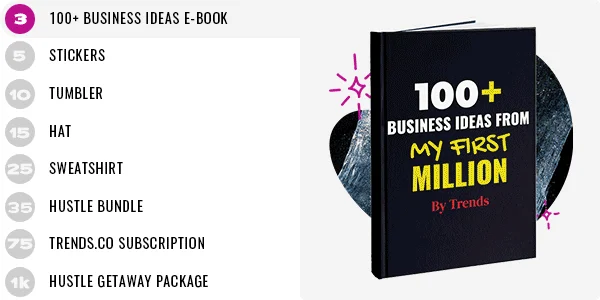 3 100+ BUSINESS IDEAS E-BOOK
5 STICKERS
10 TUMBLER
15 HAT
25 SWEATSHIRT
35 HUSTLE BUNDLE
75 TRENDS.CO SUBSCRIPTION
1k HUSTLE GETAWAY PACKAGE
100+
BUSINESS IDEAS FROM
MY FIRST
MILLION
By Trends